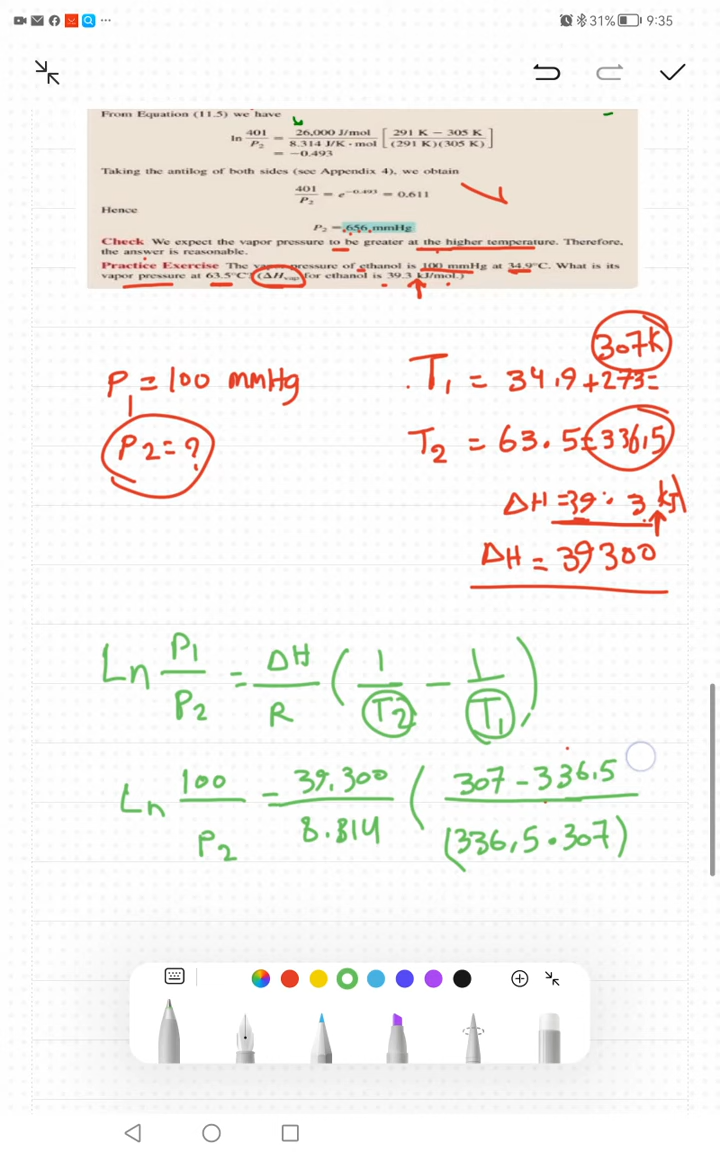 31% 9:35
From Equation (11.5) we have
ln 401/P₂ = 26,000 J/mol / 8.314 J/K · mol [ 291 K − 305 K / (291 K)(305 K) ]
= −0.493
Taking the antilog of both sides (see Appendix 4), we obtain
401/P₂ = e^−0.493 = 0.611
Hence
P₂ = 656 mmHg
Check We expect the vapor pressure to be greater at the higher temperature. Therefore,
the answer is reasonable.
Practice Exercise The vapor pressure of ethanol is 100 mmHg at 34.9°C. What is its
vapor pressure at 63.5°C? (ΔHvap for ethanol is 39.3 kJ/mol.)
307K
P1 = 100 mmHg
T1 = 34.9+273=
P2 = ?
T2 = 63.5 = 336,5
ΔH = 39.3 kJ
ΔH = 39300
Ln P1/P2 = ΔH/R ( 1/T2 − 1/T1 )
Ln 100/P2 = 39.300/8.814 ( 307 − 336.5 / (336,5 · 307)